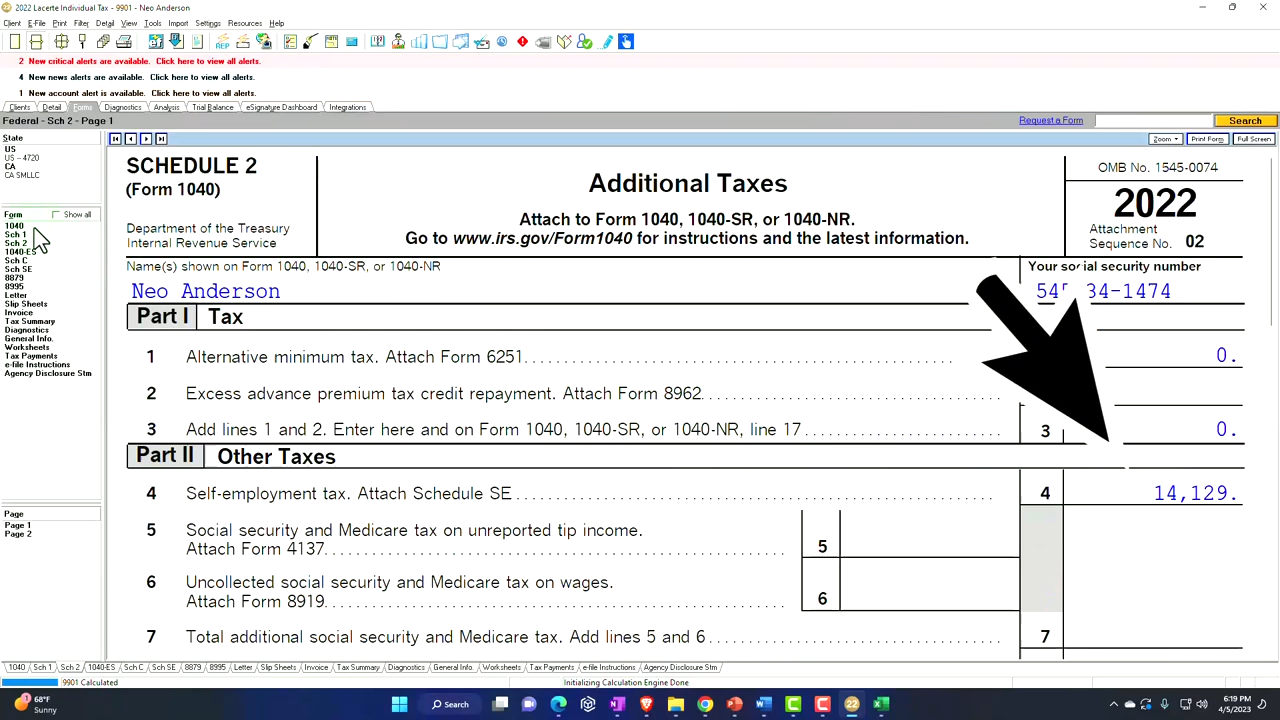 2022 Lacerte Individual Tax - 9901 - Neo Anderson
Client E-File Print Filter Detail View Tools Import Settings Resources Help
2 New critical alerts are available. Click here to view all alerts.
4 New news alerts are available. Click here to view all alerts.
1 New account alert is available. Click here to view all alerts.
Clients Detail Forms Diagnostics Analysis Trial Balance eSignature Dashboard Integrations
Federal - Sch 2 - Page 1 Request a Form Search
State
US
US - 4720
CA
CA SMLLC
Form Show all
1040
Sch 1
Sch 2
1040-ES
Sch C
Sch SE
8879
8995
Letter
Slip Sheets
Invoice
Tax Summary
Diagnostics
General Info.
Worksheets
Tax Payments
e-file Instructions
Agency Disclosure Stm
Page
Page 1
Page 2
Zoom Print Form Full Screen
SCHEDULE 2
(Form 1040)
Department of the Treasury
Internal Revenue Service
Additional Taxes
Attach to Form 1040, 1040-SR, or 1040-NR.
Go to www.irs.gov/Form1040 for instructions and the latest information.
OMB No. 1545-0074
2022
Attachment
Sequence No. 02
Name(s) shown on Form 1040, 1040-SR, or 1040-NR Your social security number
Neo Anderson 34-1474
Part I Tax
1 Alternative minimum tax. Attach Form 6251 0.
2 Excess advance premium tax credit repayment. Attach Form 8962
3 Add lines 1 and 2. Enter here and on Form 1040, 1040-SR, or 1040-NR, line 17 3 0.
Part II Other Taxes
4 Self-employment tax. Attach Schedule SE 4 14,129.
5 Social security and Medicare tax on unreported tip income.
Attach Form 4137 5
6 Uncollected social security and Medicare tax on wages.
Attach Form 8919 6
7 Total additional social security and Medicare tax. Add lines 5 and 6 7
1040 Sch 1 Sch 2 1040-ES Sch C Sch SE 8879 8995 Letter Slip Sheets Invoice Tax Summary Diagnostics General Info. Worksheets Tax Payments e-file Instructions Agency Disclosure Stm
9901 Calculated Initializing Calculation Engine Done
68°F
Sunny
Search
6:19 PM
4/5/2023